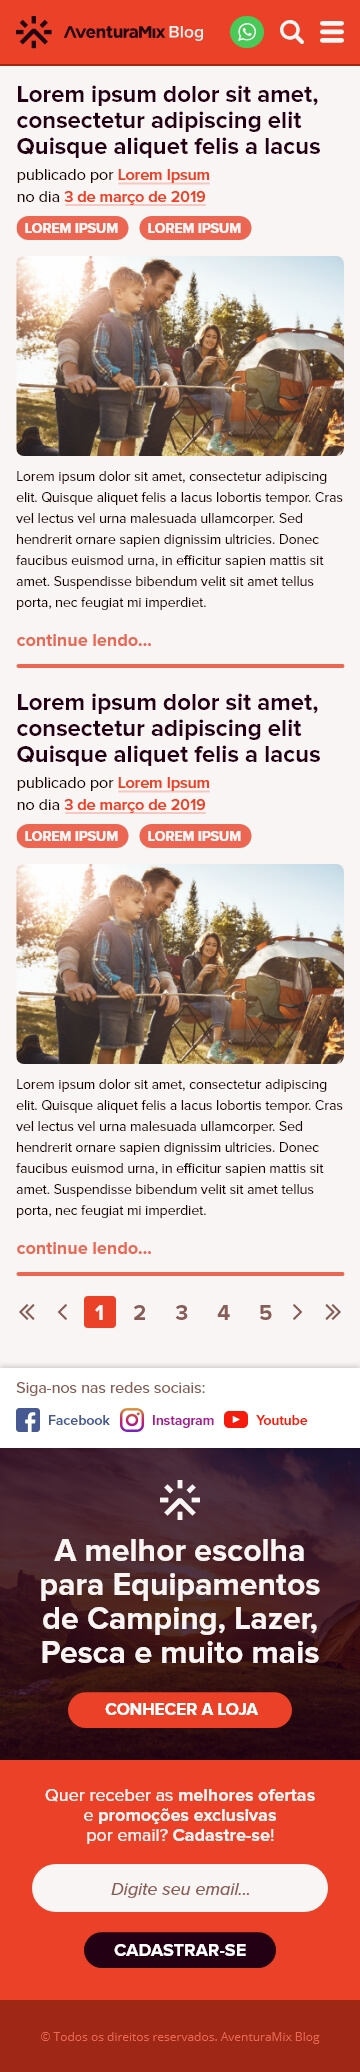 AventuraMix Blog
Lorem ipsum dolor sit amet,
consectetur adipiscing elit
Quisque aliquet felis a lacus
publicado por Lorem Ipsum
no dia 3 de março de 2019
LOREM IPSUM LOREM IPSUM
Lorem ipsum dolor sit amet, consectetur adipiscing
elit. Quisque aliquet felis a lacus lobortis tempor. Cras
vel lectus vel urna malesuada ullamcorper. Sed
hendrerit ornare sapien dignissim ultricies. Donec
faucibus euismod urna, in efficitur sapien mattis sit
amet. Suspendisse bibendum velit sit amet tellus
porta, nec feugiat mi imperdiet.
continue lendo...
Lorem ipsum dolor sit amet,
consectetur adipiscing elit
Quisque aliquet felis a lacus
publicado por Lorem Ipsum
no dia 3 de março de 2019
LOREM IPSUM LOREM IPSUM
Lorem ipsum dolor sit amet, consectetur adipiscing
elit. Quisque aliquet felis a lacus lobortis tempor. Cras
vel lectus vel urna malesuada ullamcorper. Sed
hendrerit ornare sapien dignissim ultricies. Donec
faucibus euismod urna, in efficitur sapien mattis sit
amet. Suspendisse bibendum velit sit amet tellus
porta, nec feugiat mi imperdiet.
continue lendo...
« ‹ 1 2 3 4 5 › »
Siga-nos nas redes sociais:
Facebook Instagram Youtube
A melhor escolha
para Equipamentos
de Camping, Lazer,
Pesca e muito mais
CONHECER A LOJA
Quer receber as melhores ofertas
e promoções exclusivas
por email? Cadastre-se!
Digite seu email...
CADASTRAR-SE
© Todos os direitos reservados. AventuraMix Blog